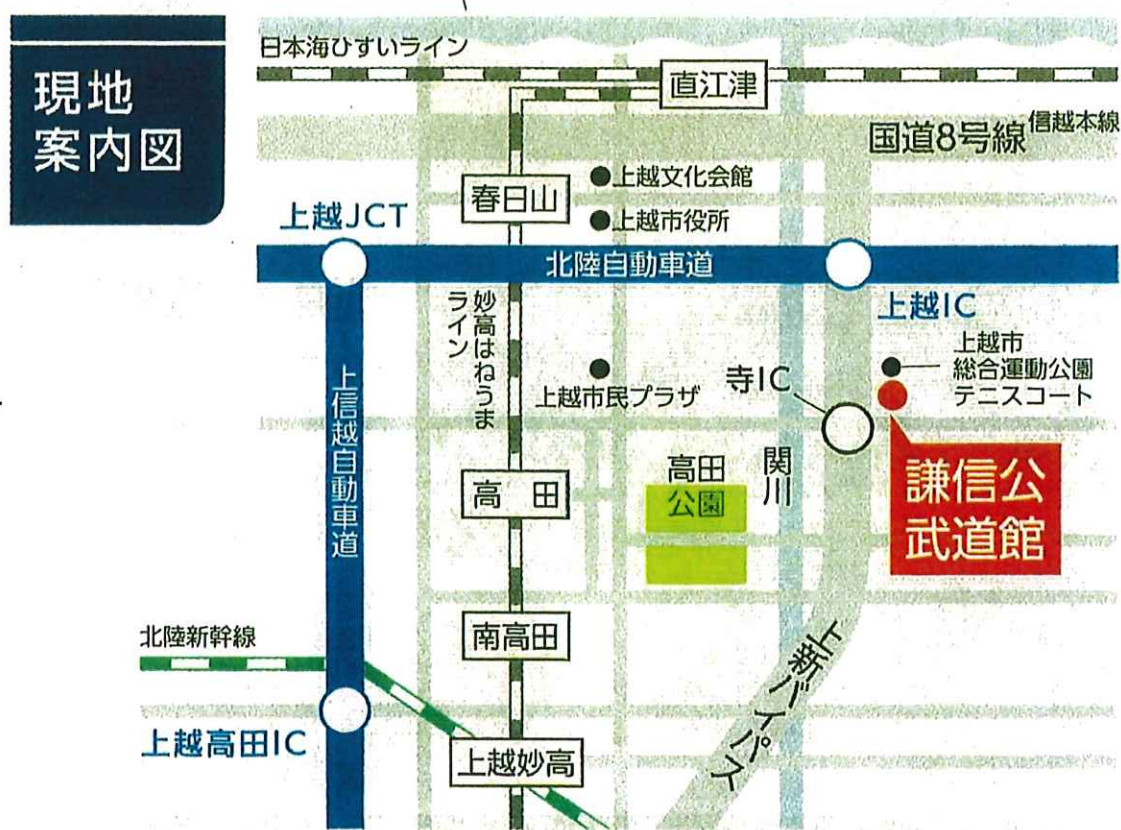 現地
案内図
日本海ひすいライン
直江津
国道8号線
信越本線
春日山
上越文化会館
上越市役所
上越JCT
北陸自動車道
上越IC
妙高はねうま
ライン
上越市
総合運動公園
テニスコート
上越市民プラザ
寺IC
上信越自動車道
高田
高田
公園
関川
謙信公
武道館
南高田
北陸新幹線
上新バイパス
上越高田IC
上越妙高